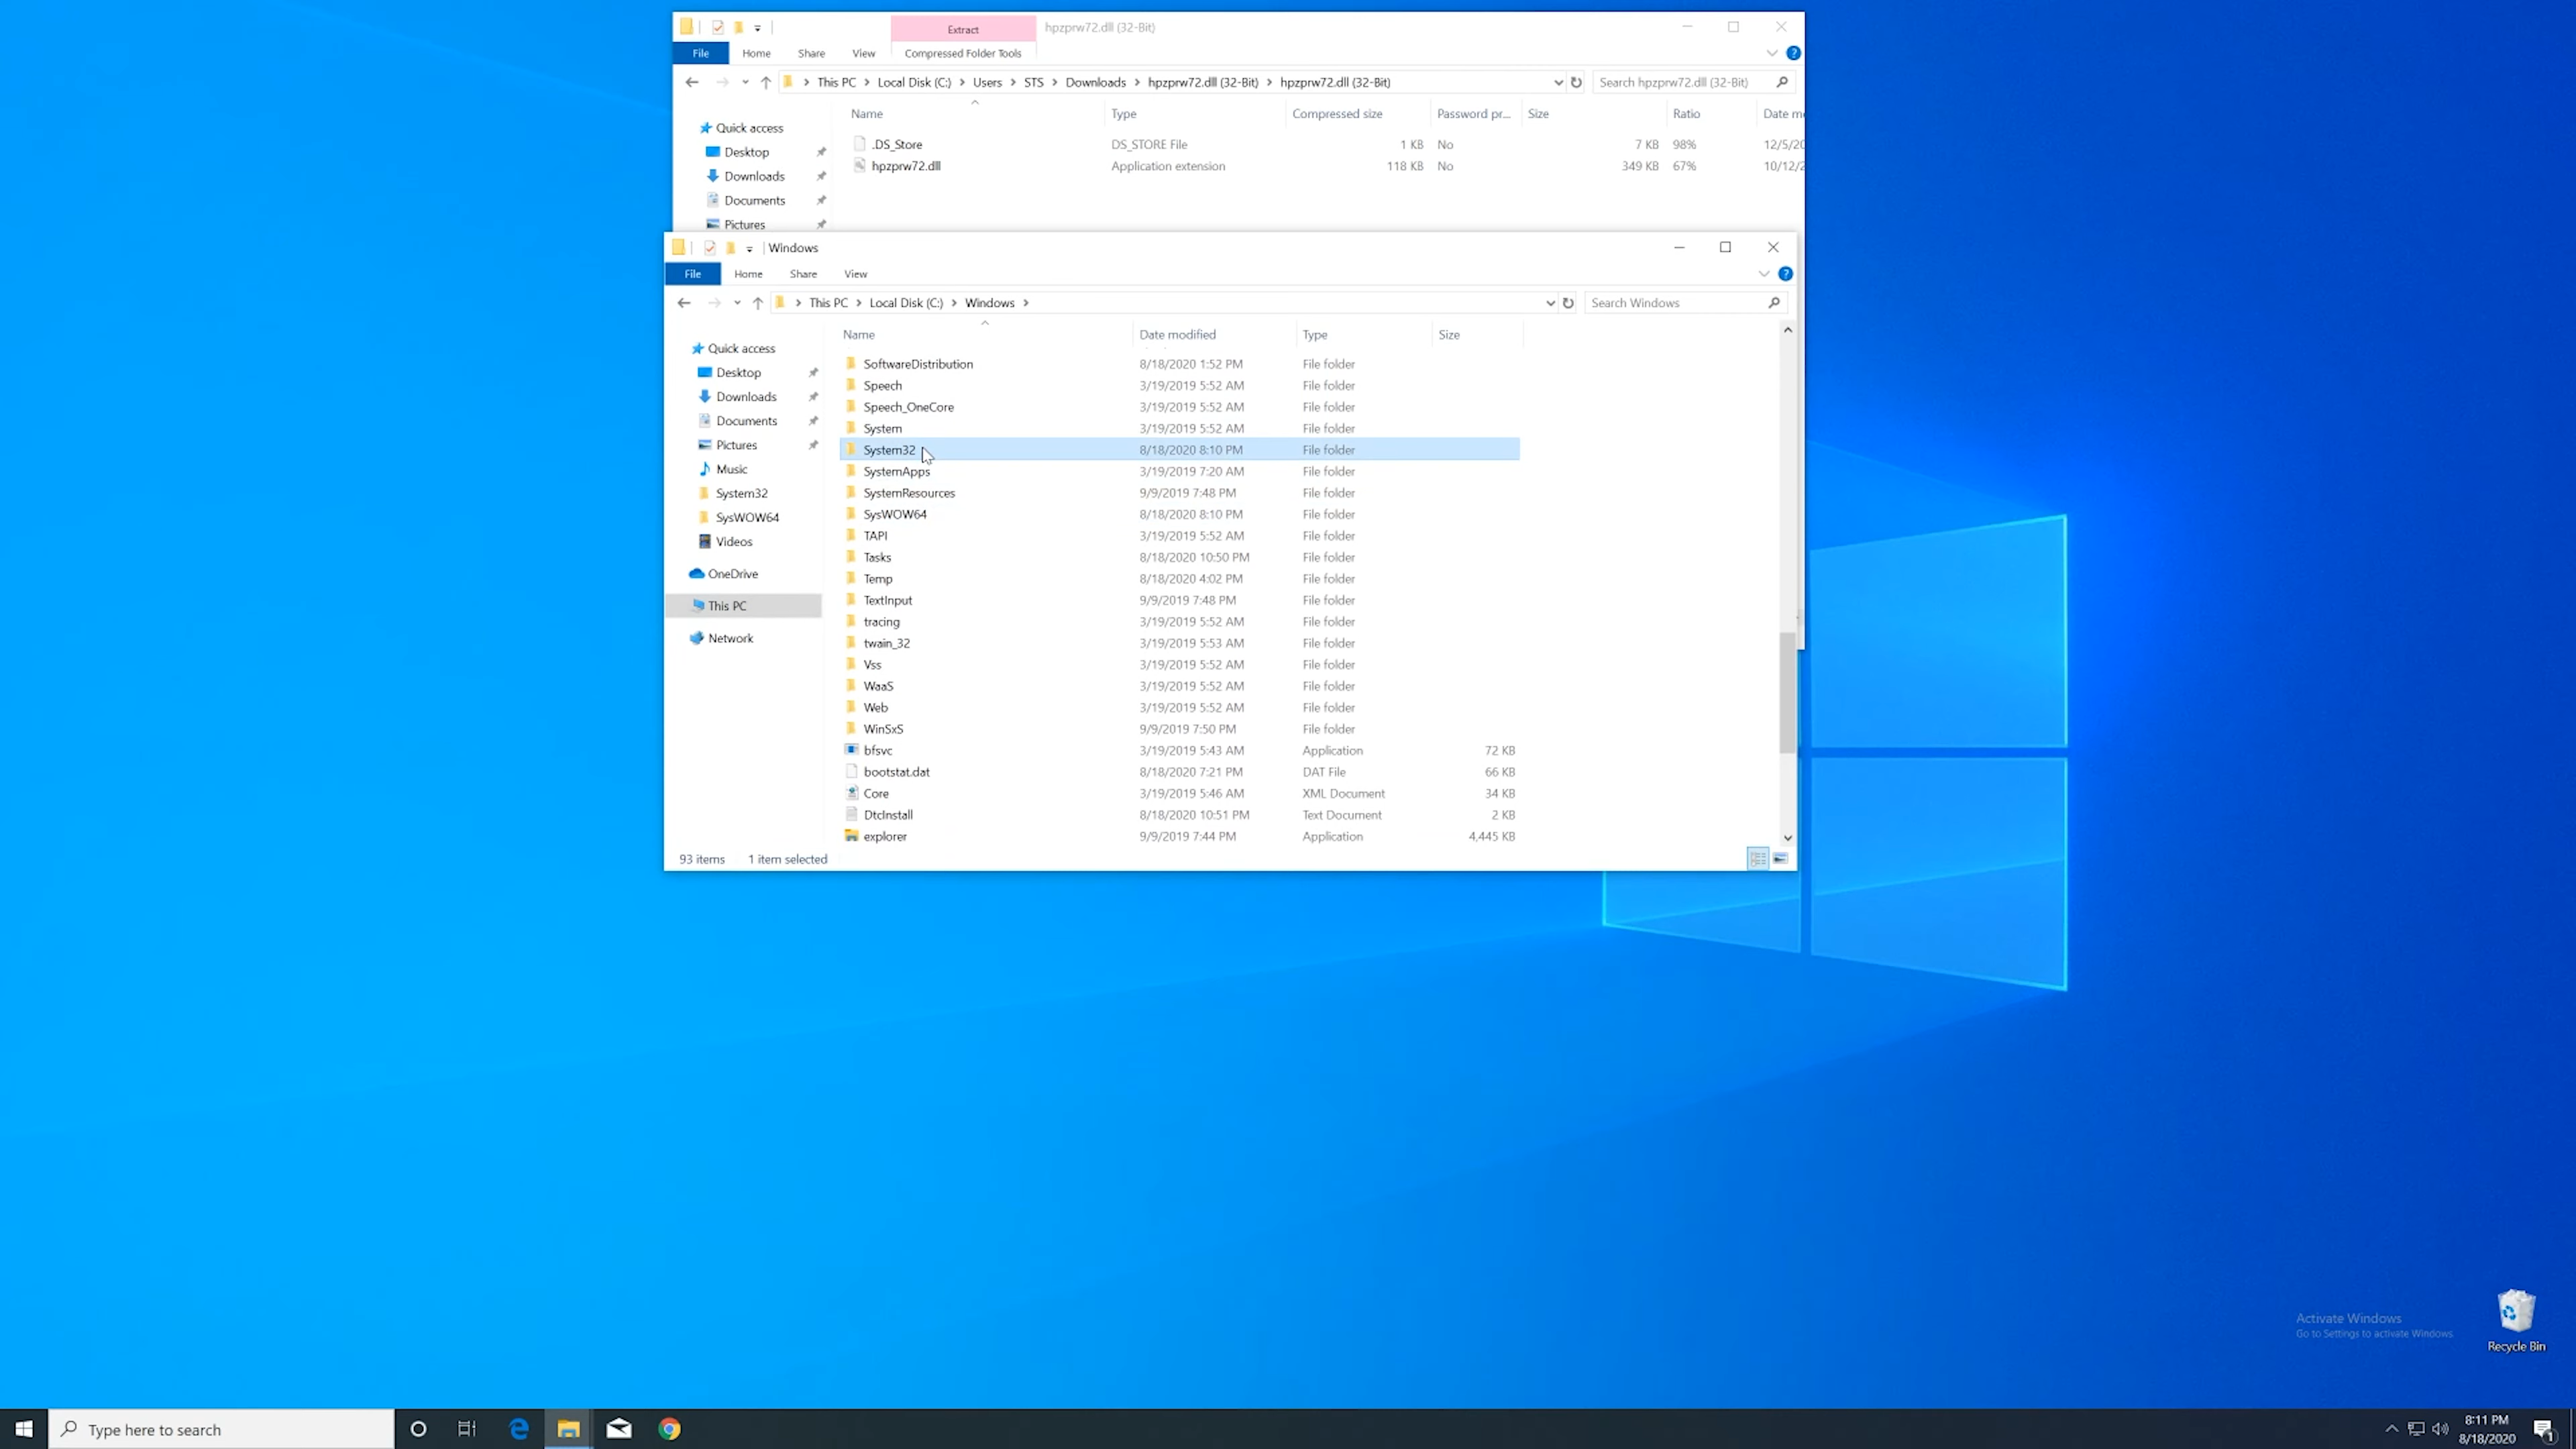 Extract
hpzprw72.dll (32-Bit)
File Home Share View Compressed Folder Tools
This PC Local Disk (C:) Users STS Downloads hpzprw72.dll (32-Bit) hpzprw72.dll (32-Bit)
Search hpzprw72.dll (32-Bit)
Name Type Compressed size Password pr... Size Ratio Date m
Quick access
Desktop
Downloads
Documents
Pictures
.DS_Store DS_STORE File 1 KB No 7 KB 98% 12/5/20
hpzprw72.dll Application extension 118 KB No 349 KB 67% 10/12/2
Windows
File Home Share View
This PC Local Disk (C:) Windows
Search Windows
Name Date modified Type Size
Quick access
Desktop
Downloads
Documents
Pictures
Music
System32
SysWOW64
Videos
OneDrive
This PC
Network
SoftwareDistribution 8/18/2020 1:52 PM File folder
Speech 3/19/2019 5:52 AM File folder
Speech_OneCore 3/19/2019 5:52 AM File folder
System 3/19/2019 5:52 AM File folder
System32 8/18/2020 8:10 PM File folder
SystemApps 3/19/2019 7:20 AM File folder
SystemResources 9/9/2019 7:48 PM File folder
SysWOW64 8/18/2020 8:10 PM File folder
TAPI 3/19/2019 5:52 AM File folder
Tasks 8/18/2020 10:50 PM File folder
Temp 8/18/2020 4:02 PM File folder
TextInput 9/9/2019 7:48 PM File folder
tracing 3/19/2019 5:52 AM File folder
twain_32 3/19/2019 5:53 AM File folder
Vss 3/19/2019 5:52 AM File folder
WaaS 3/19/2019 5:52 AM File folder
Web 3/19/2019 5:52 AM File folder
WinSxS 9/9/2019 7:50 PM File folder
bfsvc 3/19/2019 5:43 AM Application 72 KB
bootstat.dat 8/18/2020 7:21 PM DAT File 66 KB
Core 3/19/2019 5:46 AM XML Document 34 KB
DtcInstall 8/18/2020 10:51 PM Text Document 2 KB
explorer 9/9/2019 7:44 PM Application 4,445 KB
93 items 1 item selected
Activate Windows
Go to Settings to activate Windows.
Recycle Bin
Type here to search
8:11 PM
8/18/2020
1